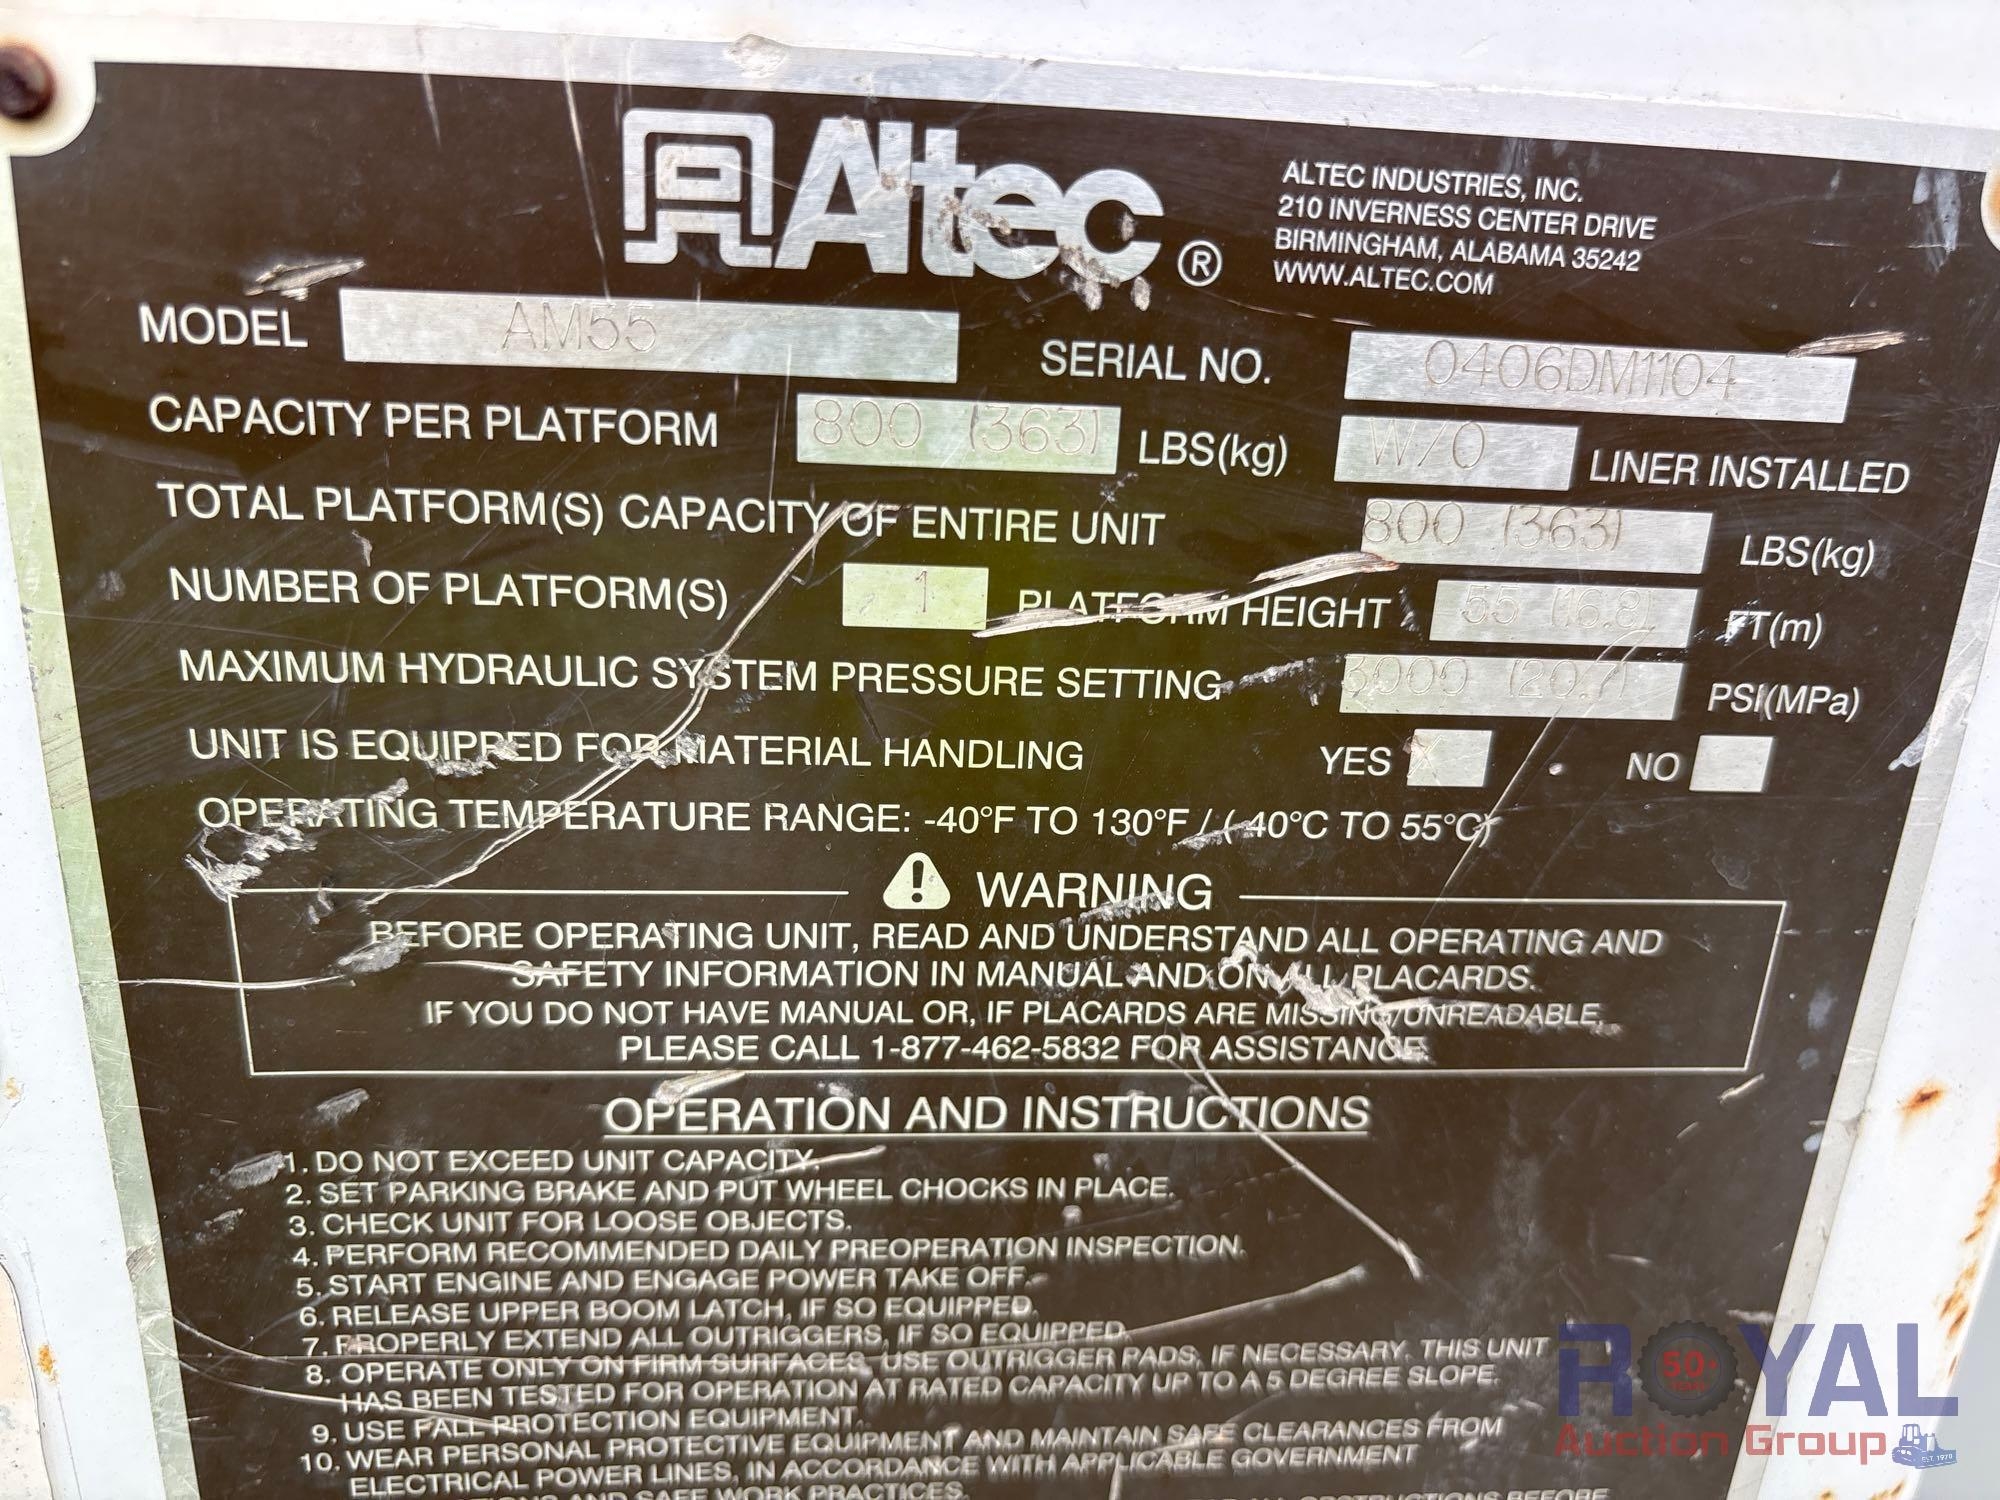 Altec ®
ALTEC INDUSTRIES, INC.
210 INVERNESS CENTER DRIVE
BIRMINGHAM, ALABAMA 35242
WWW.ALTEC.COM
MODEL AM55 SERIAL NO. 0406DM1104
CAPACITY PER PLATFORM 800 (363) LBS(kg) W/O LINER INSTALLED
TOTAL PLATFORM(S) CAPACITY OF ENTIRE UNIT 800 (363) LBS(kg)
NUMBER OF PLATFORM(S) 1 PLATFORM HEIGHT 55 (16.8) FT(m)
MAXIMUM HYDRAULIC SYSTEM PRESSURE SETTING 3000 (20.7) PSI(MPa)
UNIT IS EQUIPPED FOR MATERIAL HANDLING YES X NO
OPERATING TEMPERATURE RANGE: -40°F TO 130°F / (-40°C TO 55°C)
WARNING
BEFORE OPERATING UNIT, READ AND UNDERSTAND ALL OPERATING AND
SAFETY INFORMATION IN MANUAL AND ON ALL PLACARDS.
IF YOU DO NOT HAVE MANUAL OR, IF PLACARDS ARE MISSING/UNREADABLE,
PLEASE CALL 1-877-462-5832 FOR ASSISTANCE.
OPERATION AND INSTRUCTIONS
1. DO NOT EXCEED UNIT CAPACITY.
2. SET PARKING BRAKE AND PUT WHEEL CHOCKS IN PLACE.
3. CHECK UNIT FOR LOOSE OBJECTS.
4. PERFORM RECOMMENDED DAILY PREOPERATION INSPECTION.
5. START ENGINE AND ENGAGE POWER TAKE OFF.
6. RELEASE UPPER BOOM LATCH, IF SO EQUIPPED.
7. PROPERLY EXTEND ALL OUTRIGGERS, IF SO EQUIPPED.
8. OPERATE ONLY ON FIRM SURFACES, USE OUTRIGGER PADS, IF NECESSARY. THIS UNIT
HAS BEEN TESTED FOR OPERATION AT RATED CAPACITY UP TO A 5 DEGREE SLOPE.
9. USE FALL PROTECTION EQUIPMENT.
10. WEAR PERSONAL PROTECTIVE EQUIPMENT AND MAINTAIN SAFE CLEARANCES FROM
ELECTRICAL POWER LINES, IN ACCORDANCE WITH APPLICABLE GOVERNMENT
AND SAFE WORK PRACTICES.
ROYAL
50+
Auction Group
EST. 1970